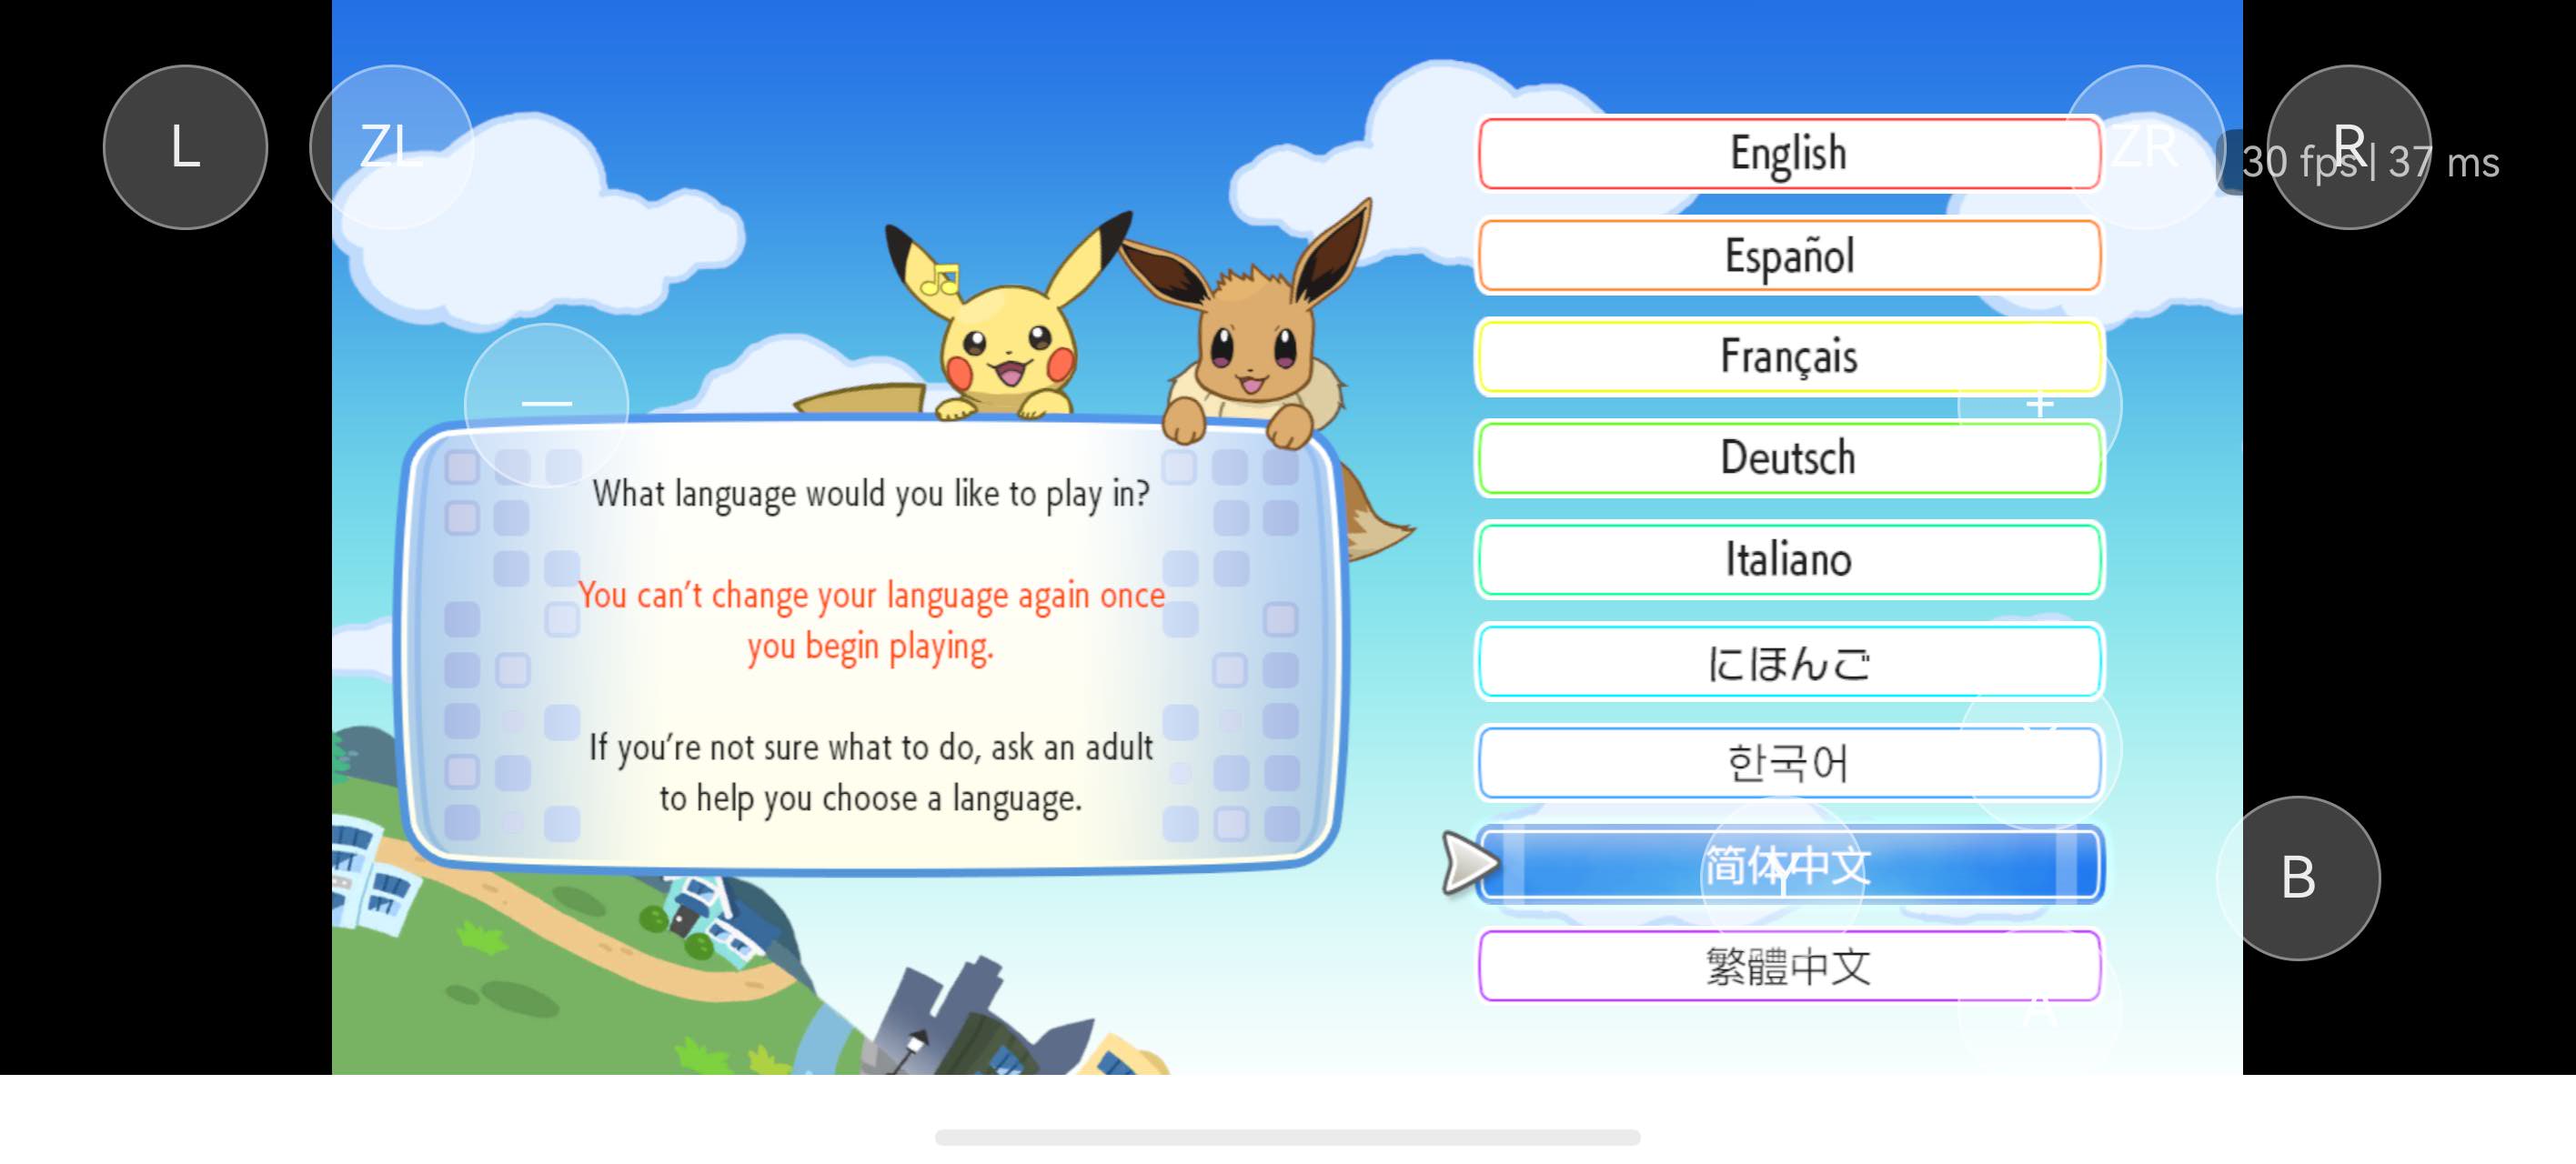 L
ZL
ZR
R
30 fps | 37 ms
English
Español
Français
Deutsch
Italiano
にほんご
한국어
简体中文
繁體中文
—
+
What language would you like to play in?
You can't change your language again once
you begin playing.
If you're not sure what to do, ask an adult
to help you choose a language.
Y
B
A